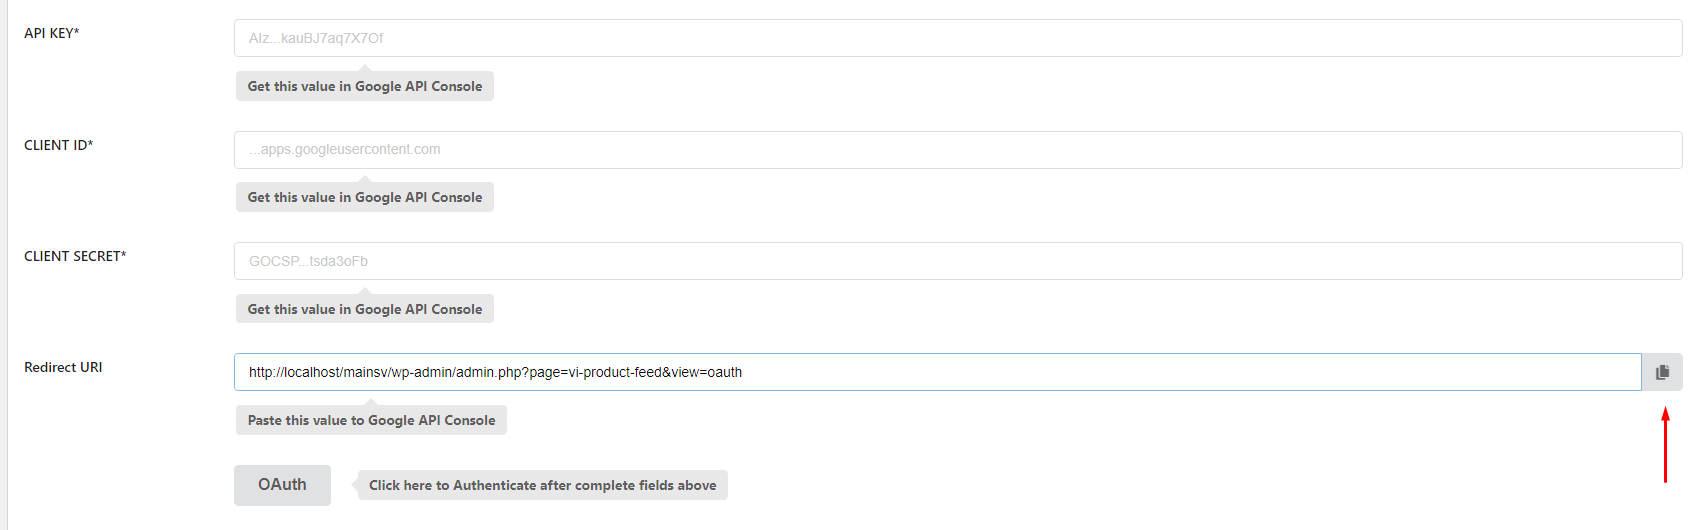 API KEY*
AIz...kauBJ7aq7X7Of
Get this value in Google API Console
CLIENT ID*
...apps.googleusercontent.com
Get this value in Google API Console
CLIENT SECRET*
GOCSP...tsda3oFb
Get this value in Google API Console
Redirect URI
http://localhost/mainsv/wp-admin/admin.php?page=vi-product-feed&view=oauth
Paste this value to Google API Console
OAuth
Click here to Authenticate after complete fields above